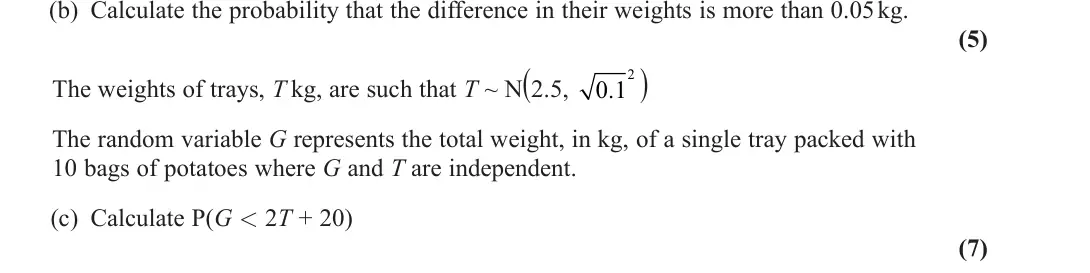 (b) Calculate the probability that the difference in their weights is more than 0.05 kg.
(5)
The weights of trays, T kg, are such that T ~ N(2.5, √0.1²)
The random variable G represents the total weight, in kg, of a single tray packed with
10 bags of potatoes where G and T are independent.
(c) Calculate P(G < 2T + 20)
(7)